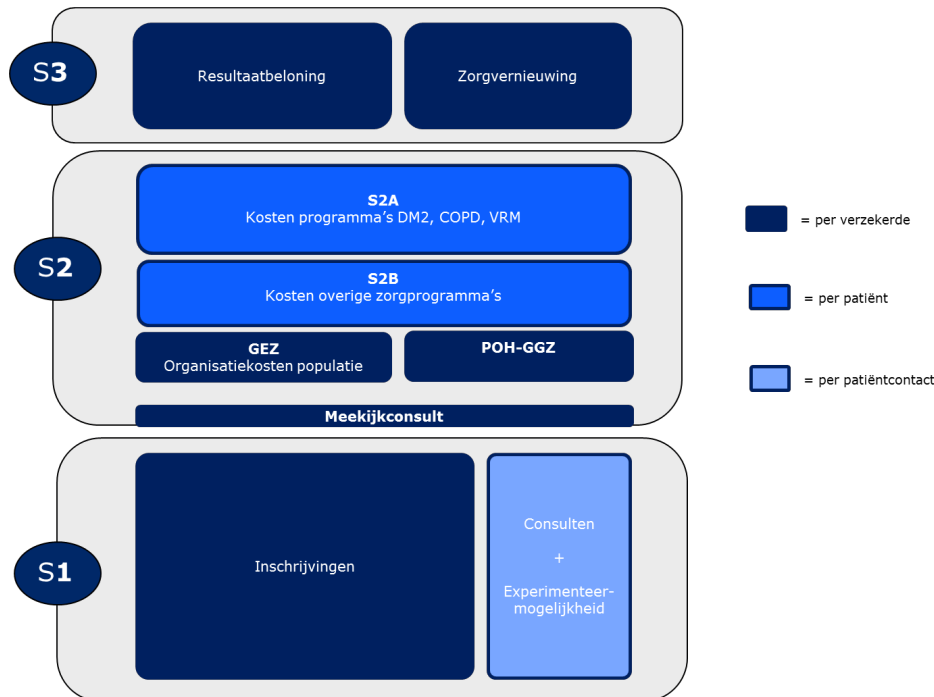 S3
Resultaatbeloning
Zorgvernieuwing
S2
S2A
Kosten programma’s DM2, COPD, VRM
S2B
Kosten overige zorgprogramma’s
GEZ
Organisatiekosten populatie
POH-GGZ
Meekijkconsult
S1
Inschrijvingen
Consulten
+
Experimenteer-
mogelijkheid
= per verzekerde
= per patiënt
= per patiëntcontact